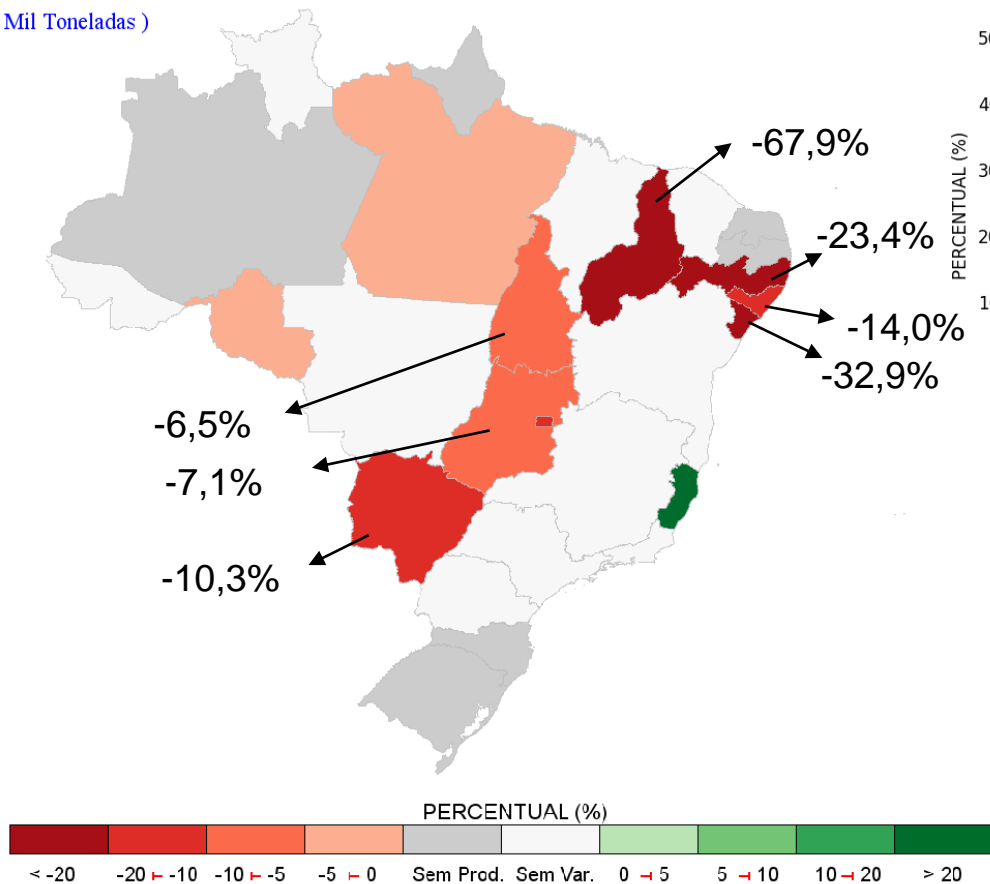 Mil Toneladas )
-67,9%
-23,4%
-14,0%
-32,9%
-6,5%
-7,1%
-10,3%
PERCENTUAL (%)
PERCENTUAL (%)
< -20 -20 ⊢ -10 -10 ⊢ -5 -5 ⊢ 0 Sem Prod. Sem Var. 0 ⊣ 5 5 ⊣ 10 10 ⊣ 20 > 20